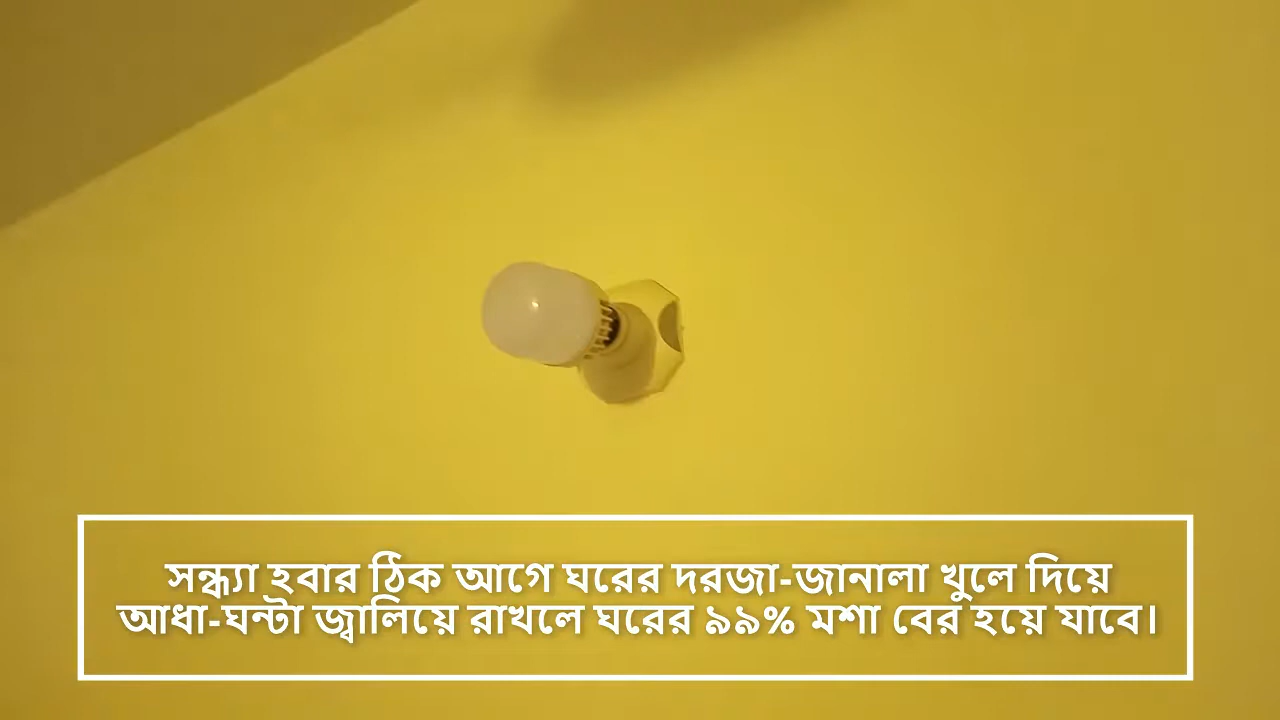 সন্ধ্যা হবার ঠিক আগে ঘরের দরজা-জানালা খুলে দিয়ে
আধা-ঘন্টা জ্বালিয়ে রাখলে ঘরের ৯৯% মশা বের হয়ে যাবে।